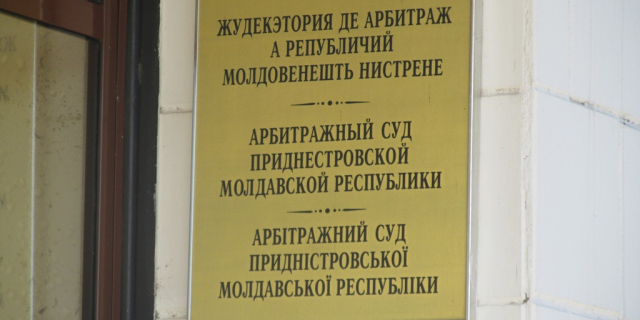 ЖУДЕКЭТОРИЯ ДЕ АРБИТРАЖ
А РЕПУБЛИЧИЙ
МОЛДОВЕНЕШТЬ НИСТРЕНЕ
АРБИТРАЖНЫЙ СУД
ПРИДНЕСТРОВСКОЙ
МОЛДАВСКОЙ РЕСПУБЛИКИ
АРБІТРАЖНИЙ СУД
ПРИДНІСТРОВСЬКОЇ
МОЛДАВСЬКОЇ РЕСПУБЛІКИ